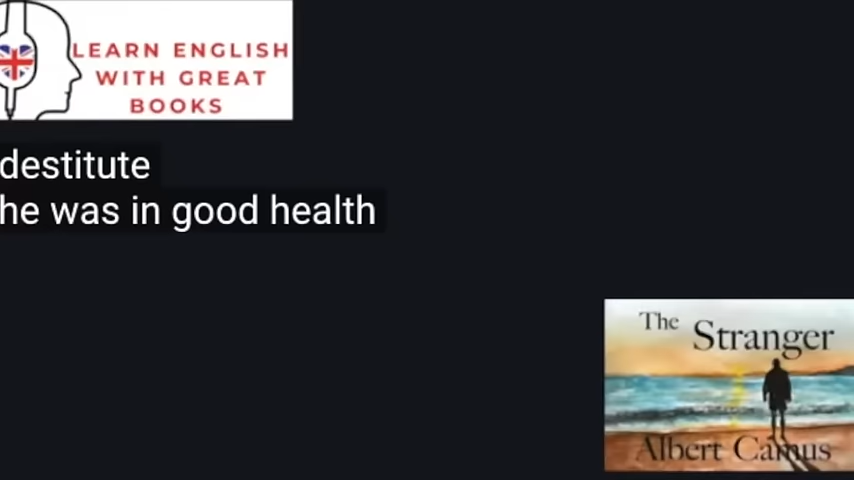 LEARN ENGLISH
WITH GREAT
BOOKS
destitute
he was in good health
The Stranger
Albert Camus